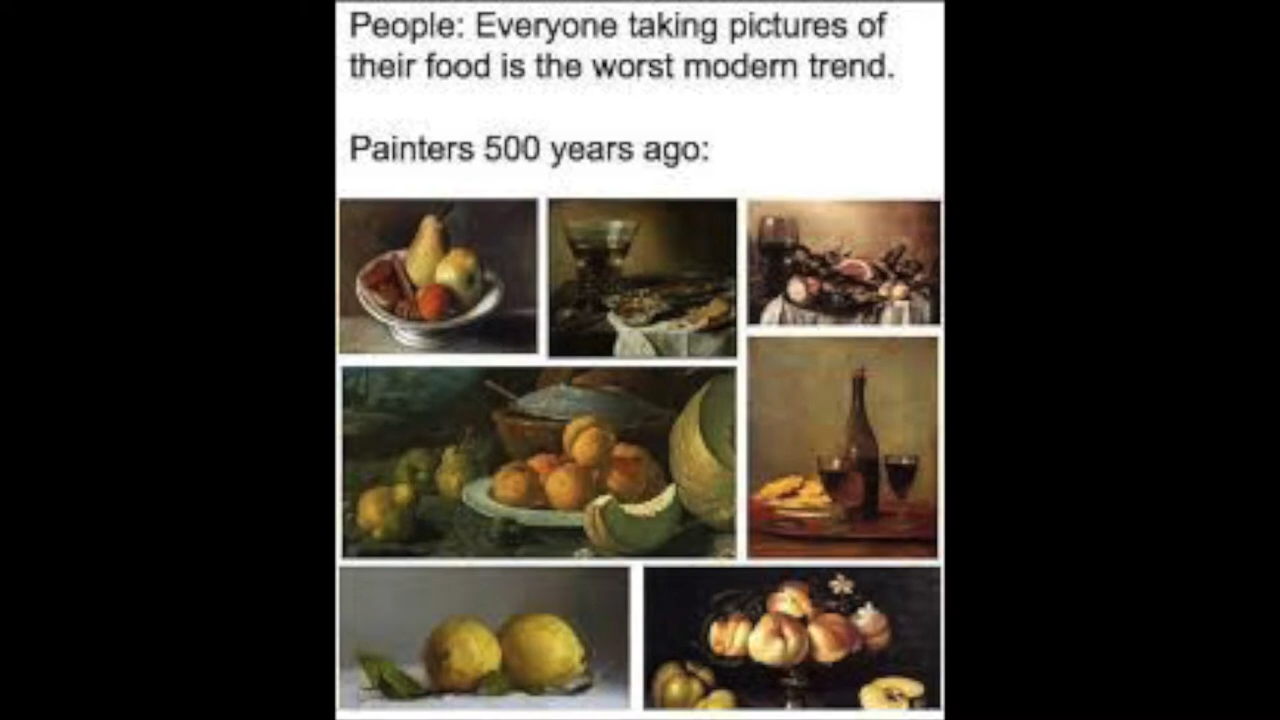 People: Everyone taking pictures of
their food is the worst modern trend.
Painters 500 years ago: